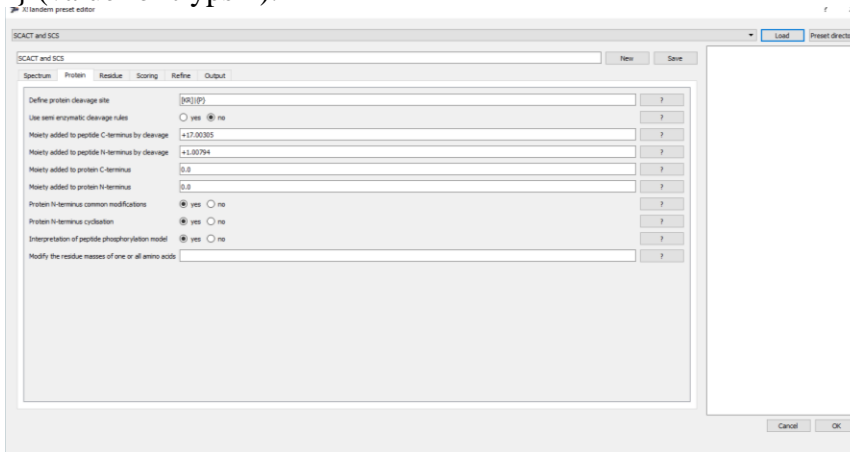 X! Tandem preset editor
SCACT and SCS Load Preset directo
SCACT and SCS New Save
Spectrum Protein Residue Scoring Refine Output
Define protein cleavage site [KR]|{P} ?
Use semi enzymatic cleavage rules yes no ?
Moiety added to peptide C-terminus by cleavage +17.00305 ?
Moiety added to peptide N-terminus by cleavage +1.00794 ?
Moiety added to protein C-terminus 0.0 ?
Moiety added to protein N-terminus 0.0 ?
Protein N-terminus common modifications yes no ?
Protein N-terminus cyclisation yes no ?
Interpretation of peptide phosphorylation model yes no ?
Modify the residue masses of one or all amino acids ?
Cancel OK